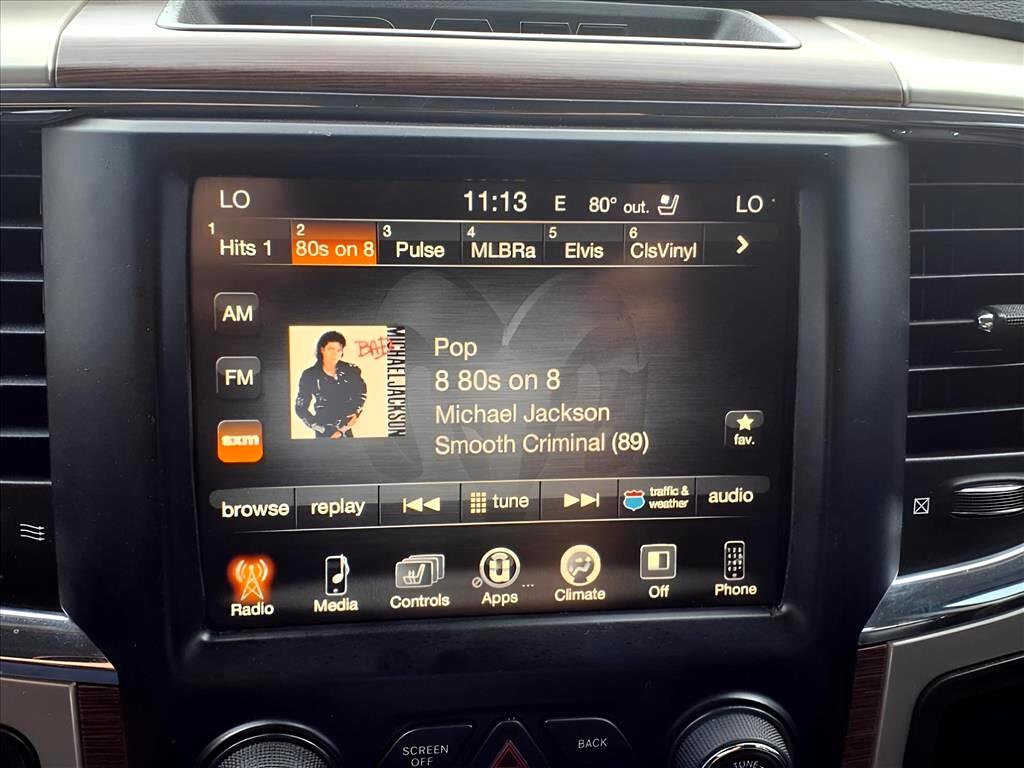 LO 11:13 E 80° out. LO
1 Hits 1 2 80s on 8 3 Pulse 4 MLBRa 5 Elvis 6 ClsVinyl
AM
FM
sxm
BAD
MICHAEL JACKSON
Pop
8 80s on 8
Michael Jackson
Smooth Criminal (89)
fav.
browse replay tune traffic & weather audio
Radio Media Controls Apps ... Climate Off Phone
SCREEN OFF
BACK
TUNE